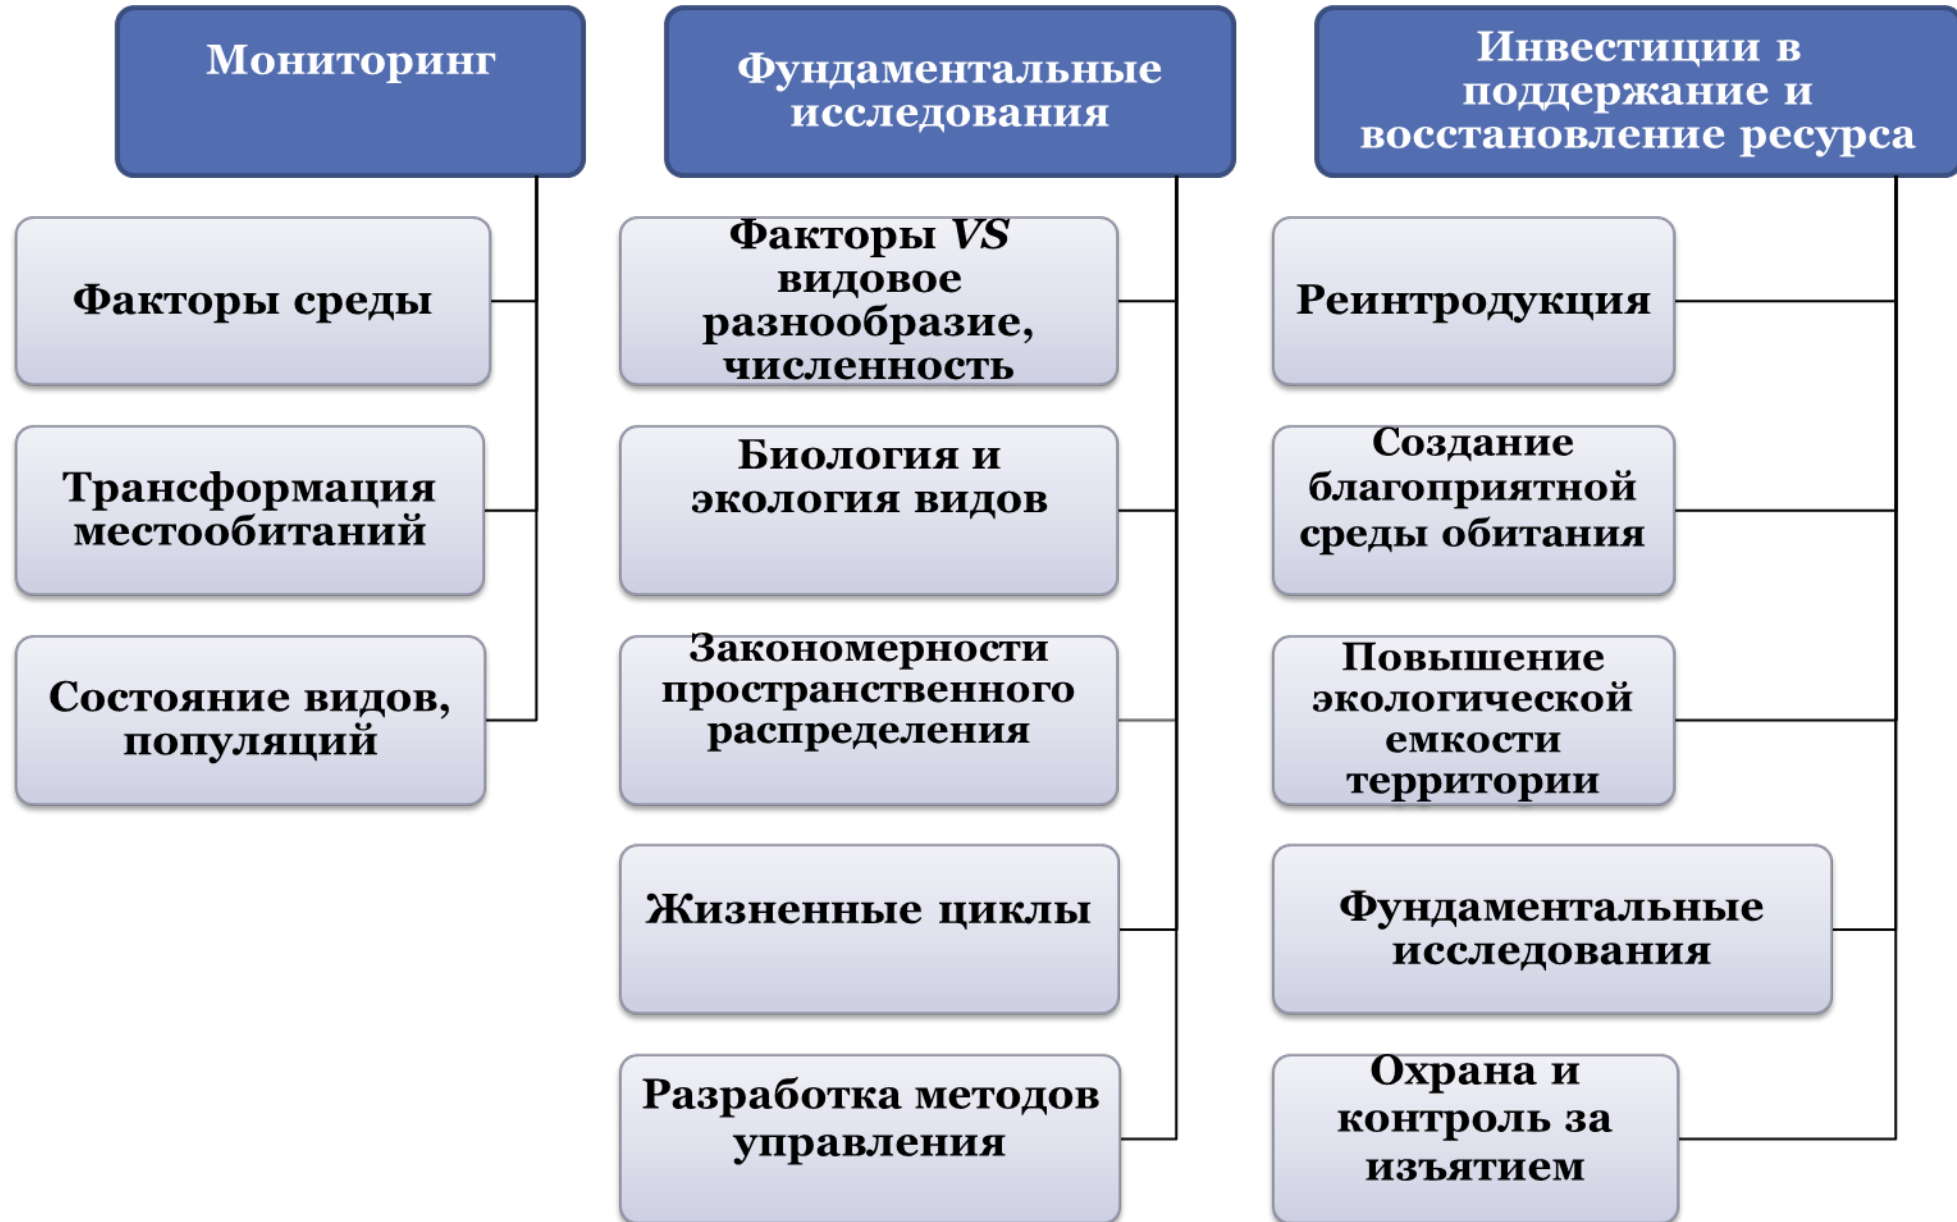 Мониторинг
Факторы среды
Трансформация
местообитаний
Состояние видов,
популяций
Фундаментальные
исследования
Факторы VS
видовое
разнообразие,
численность
Биология и
экология видов
Закономерности
пространственного
распределения
Жизненные циклы
Разработка методов
управления
Инвестиции в
поддержание и
восстановление ресурса
Реинтродукция
Создание
благоприятной
среды обитания
Повышение
экологической
емкости
территории
Фундаментальные
исследования
Охрана и
контроль за
изъятием